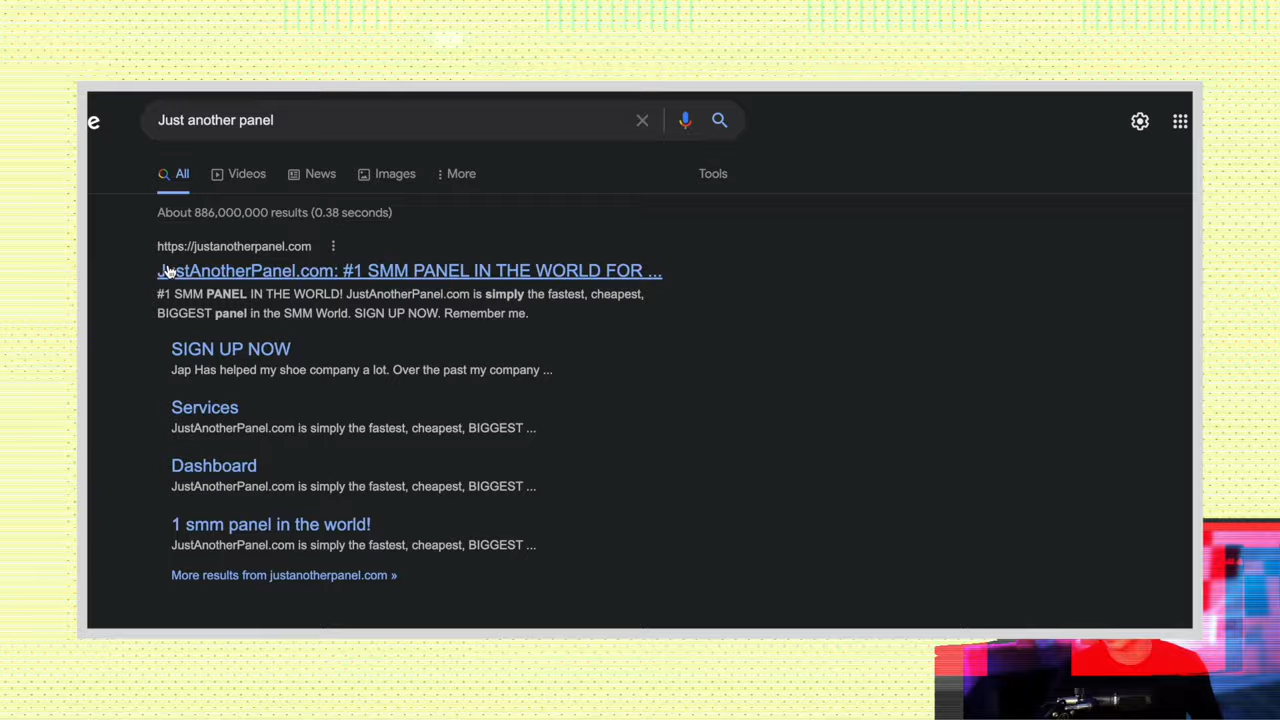 e
Just another panel
All Videos News Images More Tools
About 886,000,000 results (0.38 seconds)
https://justanotherpanel.com
JustAnotherPanel.com: #1 SMM PANEL IN THE WORLD FOR ...
#1 SMM PANEL IN THE WORLD! JustAnotherPanel.com is simply the fastest, cheapest,
BIGGEST panel in the SMM World. SIGN UP NOW. Remember me.
SIGN UP NOW
Jap Has helped my shoe company a lot. Over the past my company ...
Services
JustAnotherPanel.com is simply the fastest, cheapest, BIGGEST ...
Dashboard
JustAnotherPanel.com is simply the fastest, cheapest, BIGGEST ...
1 smm panel in the world!
JustAnotherPanel.com is simply the fastest, cheapest, BIGGEST ...
More results from justanotherpanel.com »